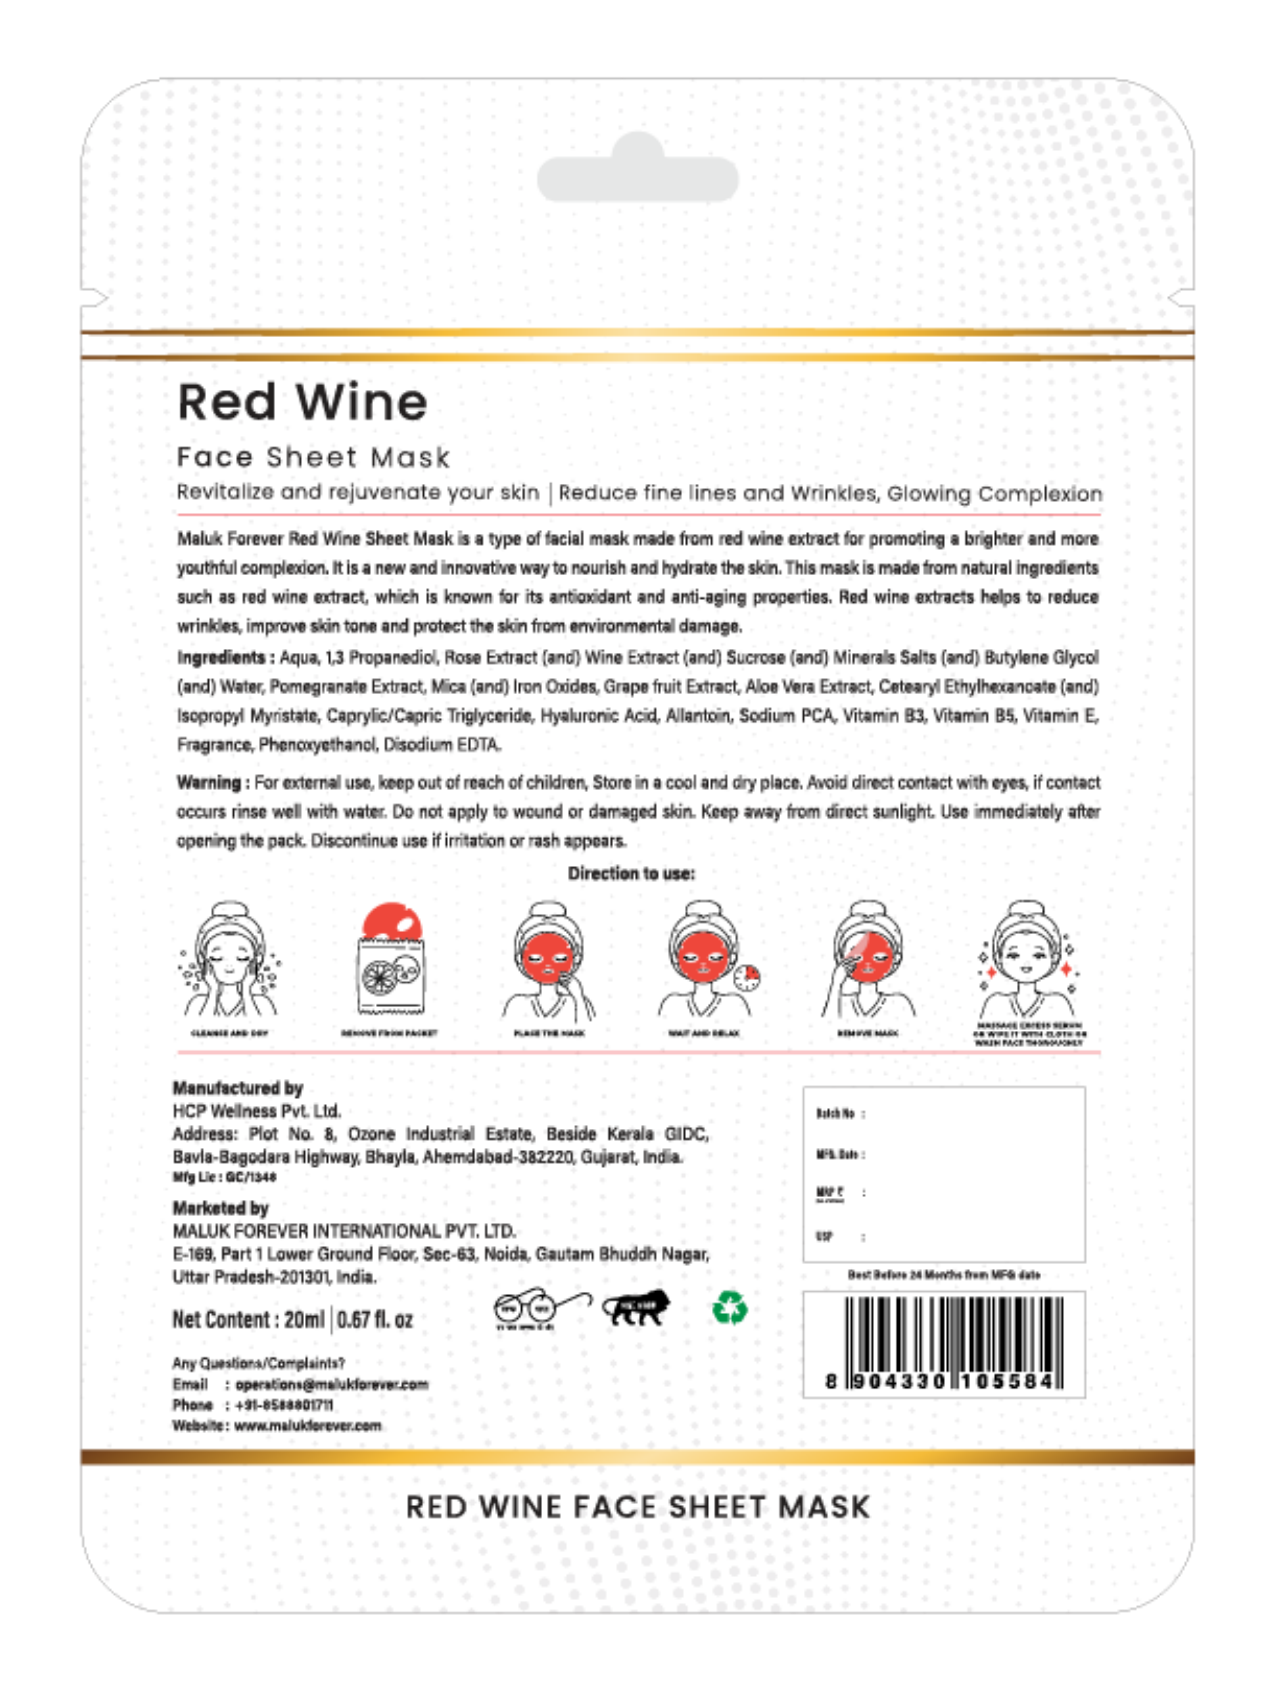 Red Wine
Face Sheet Mask
Revitalize and rejuvenate your skin | Reduce fine lines and Wrinkles, Glowing Complexion
Maluk Forever Red Wine Sheet Mask is a type of facial mask made from red wine extract for promoting a brighter and more
youthful complexion. It is a new and innovative way to nourish and hydrate the skin. This mask is made from natural ingredients
such as red wine extract, which is known for its antioxidant and anti-aging properties. Red wine extracts helps to reduce
wrinkles, improve skin tone and protect the skin from environmental damage.
Ingredients : Aqua, 1,3 Propanediol, Rose Extract (and) Wine Extract (and) Sucrose (and) Minerals Salts (and) Butylene Glycol
(and) Water, Pomegranate Extract, Mica (and) Iron Oxides, Grape fruit Extract, Aloe Vera Extract, Cetearyl Ethylhexanoate (and)
Isopropyl Myristate, Caprylic/Capric Triglyceride, Hyaluronic Acid, Allantoin, Sodium PCA, Vitamin B3, Vitamin B5, Vitamin E,
Fragrance, Phenoxyethanol, Disodium EDTA.
Warning : For external use, keep out of reach of children, Store in a cool and dry place. Avoid direct contact with eyes, if contact
occurs rinse well with water. Do not apply to wound or damaged skin. Keep away from direct sunlight. Use immediately after
opening the pack. Discontinue use if irritation or rash appears.
Direction to use:
CLEANSE AND DRY
REMOVE FROM PACKET
PLACE THE MASK
WAIT AND RELAX
REMOVE MASK
MASSAGE EXCESS SERUM
OR WIPE IT WITH CLOTH OR
WASH FACE THOROUGHLY
Manufactured by
HCP Wellness Pvt. Ltd.
Address: Plot No. 8, Ozone Industrial Estate, Beside Kerala GIDC,
Bavla-Bagodara Highway, Bhayla, Ahemdabad-382220, Gujarat, India.
Mfg Lic : GC/1346
Marketed by
MALUK FOREVER INTERNATIONAL PVT. LTD.
E-169, Part 1 Lower Ground Floor, Sec-63, Noida, Gautam Bhuddh Nagar,
Uttar Pradesh-201301, India.
Net Content : 20ml | 0.67 fl. oz
Any Questions/Complaints?
Email : operations@malukforever.com
Phone : +91-8588801711
Website : www.malukforever.com
Batch No :
MFG. Date :
MRP ₹ :
USP :
Best Before 24 Months from MFG date
8 904330 105584
RED WINE FACE SHEET MASK